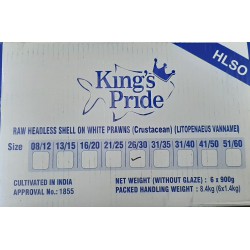 HLSO
King's
Pride
RAW HEADLESS SHELL ON WHITE PRAWNS (Crustacean) (LITOPENAEUS VANNAMEI)
Size 08/12 13/15 16/20 21/25 26/30 31/35 31/40 41/50 51/60
CULTIVATED IN INDIA NET WEIGHT (WITHOUT GLAZE) : 6 x 900g
APPROVAL No.: 1855 PACKED HANDLING WEIGHT : 8.4kg (6x1.4kg)